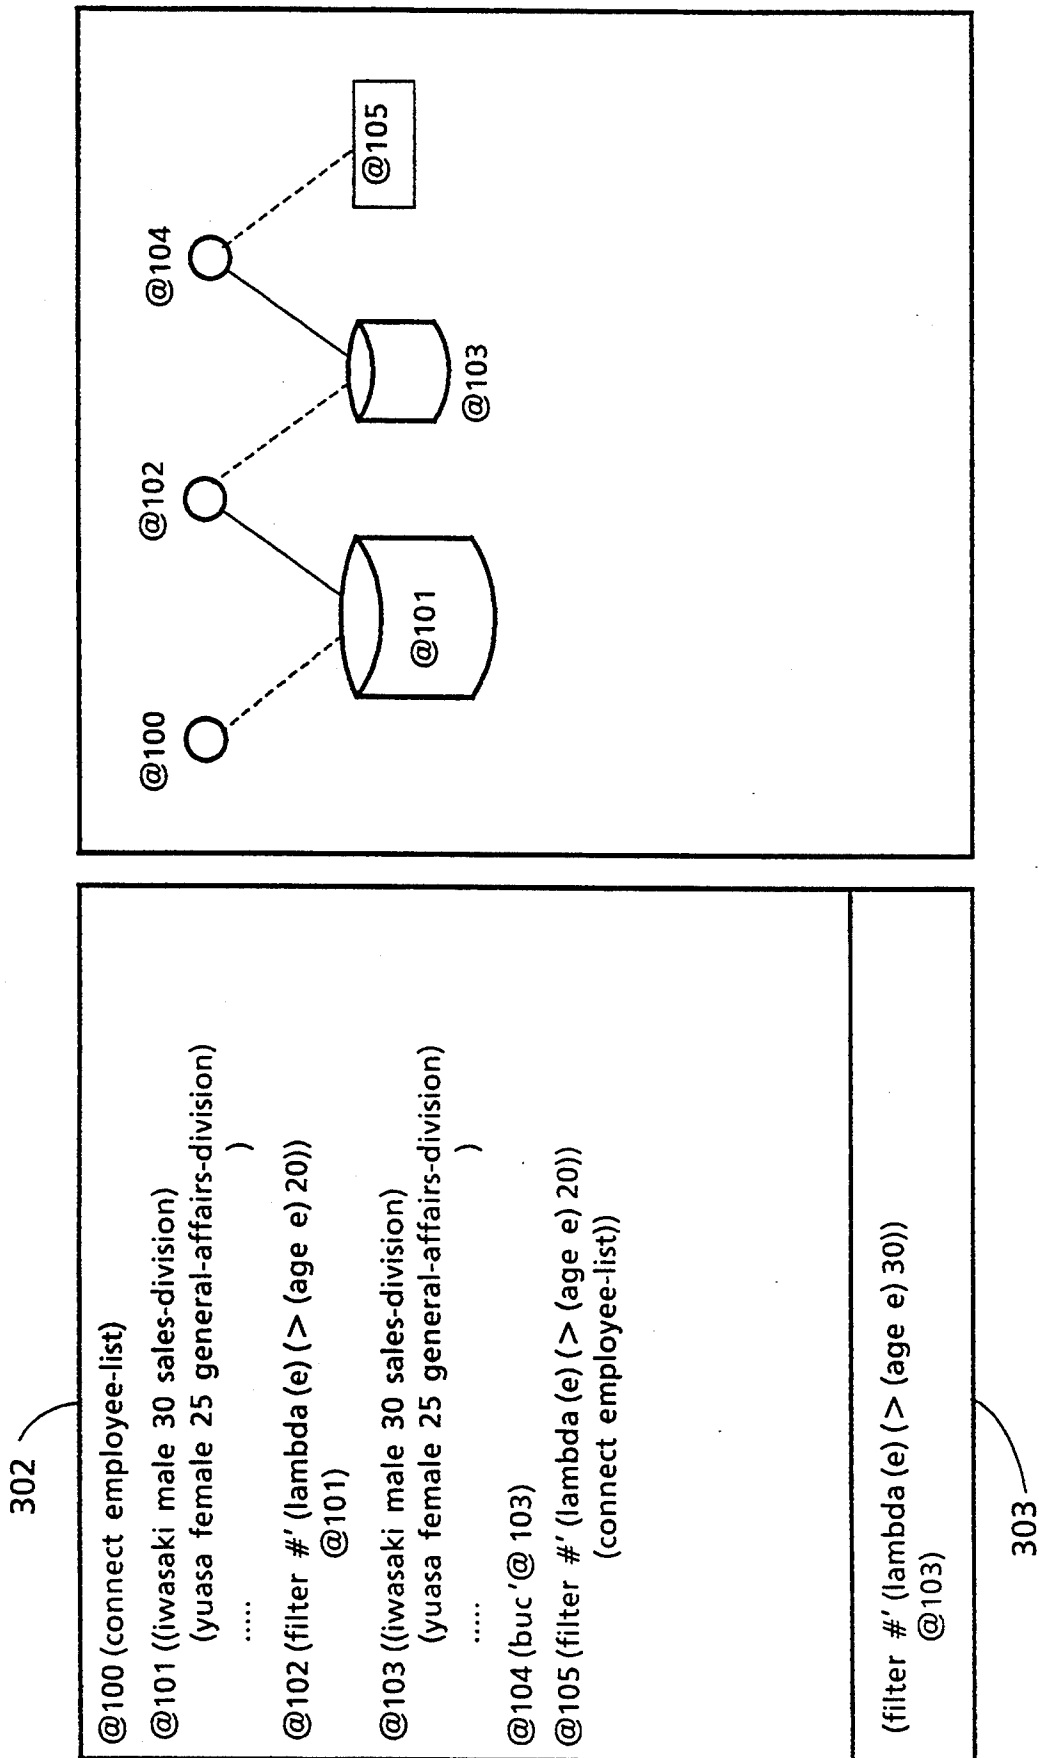 302
@100 (connect employee-list)
@101 ((iwasaki male 30 sales-division)
(yuasa female 25 general-affairs-division)
..... )
@102 (filter #′ (lambda (e) (> (age e) 20))
@101)
@103 ((iwasaki male 30 sales-division)
(yuasa female 25 general-affairs-division)
..... )
@104 (buc ′@ 103)
@105 (filter #′ (lambda (e) (> (age e) 20))
(connect employee-list))
(filter #′ (lambda (e) (> (age e) 30))
@103)
303
@100
@102
@104
@101
@103
@105